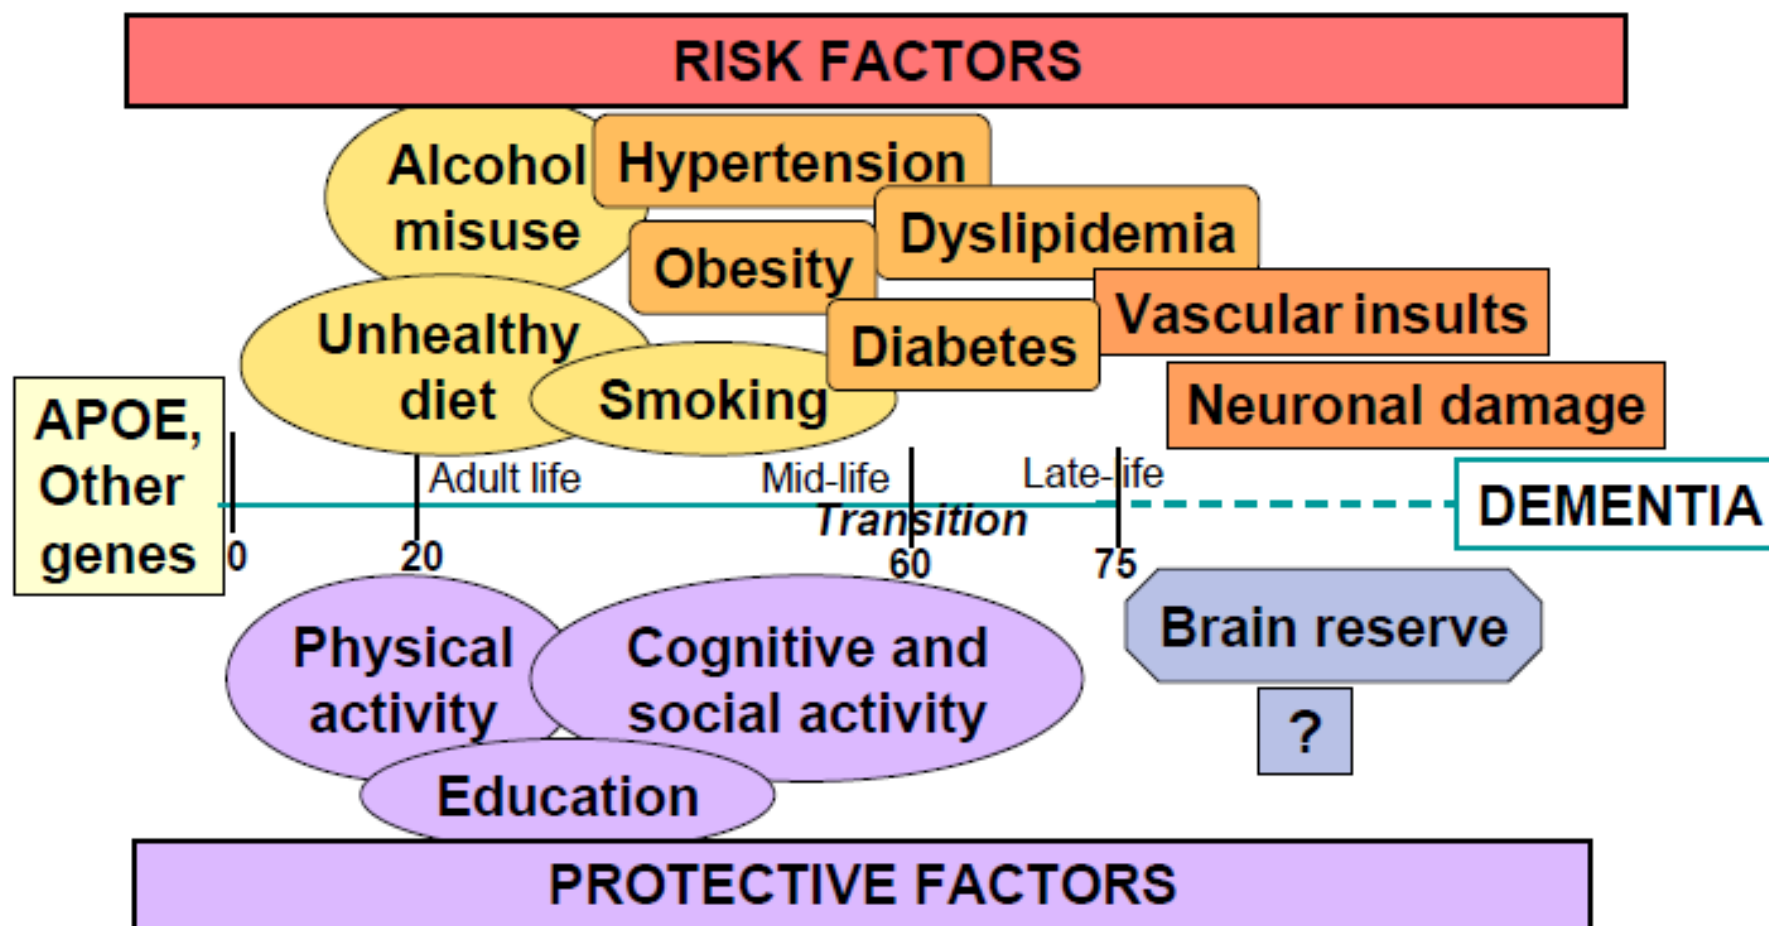 RISK FACTORS
Alcohol
misuse
Hypertension
Dyslipidemia
Obesity
Vascular insults
Unhealthy
diet
Diabetes
Smoking
Neuronal damage
APOE,
Other
genes
Adult life
Mid-life
Late-life
Transition
DEMENTIA
0
20
60
75
Physical
activity
Cognitive and
social activity
Brain reserve
?
Education
PROTECTIVE FACTORS